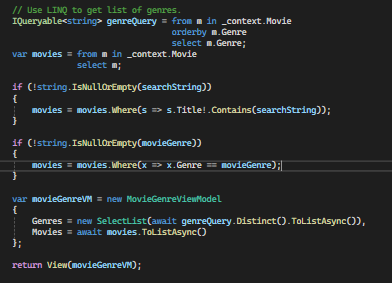 // Use LINQ to get list of genres.
IQueryable<string> genreQuery = from m in _context.Movie
                                orderby m.Genre
                                select m.Genre;
var movies = from m in _context.Movie
             select m;

if (!string.IsNullOrEmpty(searchString))
{
    movies = movies.Where(s => s.Title!.Contains(searchString));
}

if (!string.IsNullOrEmpty(movieGenre))
{
    movies = movies.Where(x => x.Genre == movieGenre);
}

var movieGenreVM = new MovieGenreViewModel
{
    Genres = new SelectList(await genreQuery.Distinct().ToListAsync()),
    Movies = await movies.ToListAsync()
};

return View(movieGenreVM);